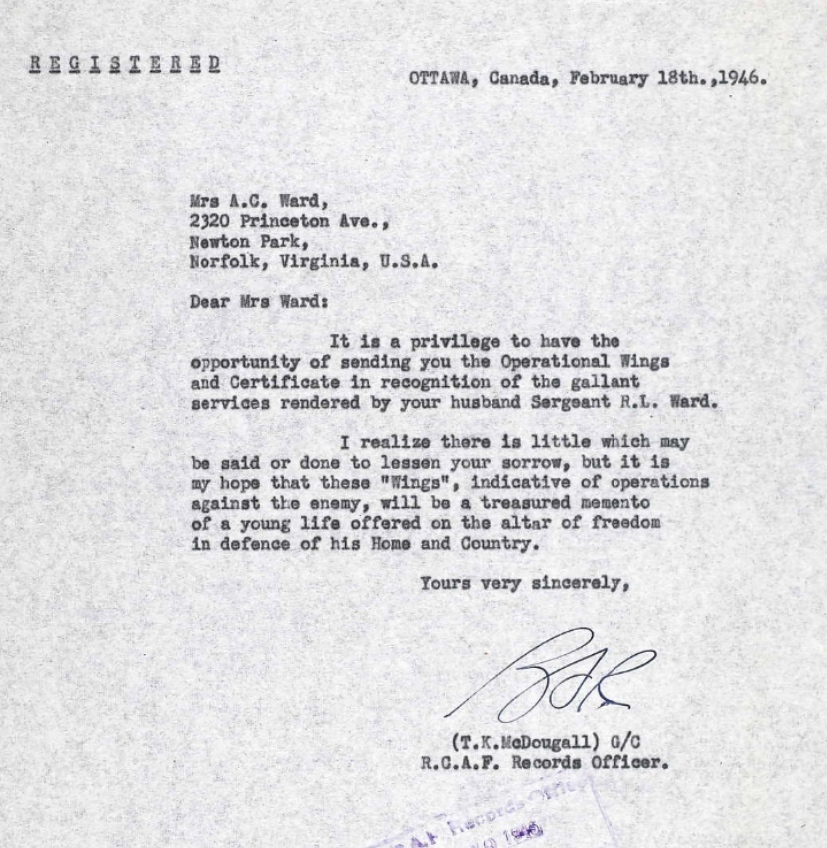 REGISTERED
OTTAWA, Canada, February 18th.,1946.
Mrs A.C. Ward,
2320 Princeton Ave.,
Newton Park,
Norfolk, Virginia, U.S.A.
Dear Mrs Ward:
It is a privilege to have the
opportunity of sending you the Operational Wings
and Certificate in recognition of the gallant
services rendered by your husband Sergeant R.L. Ward.
I realize there is little which may
be said or done to lessen your sorrow, but it is
my hope that these "Wings", indicative of operations
against the enemy, will be a treasured memento
of a young life offered on the altar of freedom
in defence of his Home and Country.
Yours very sincerely,
(T.K.McDougall) G/C
R.C.A.F. Records Officer.
Records